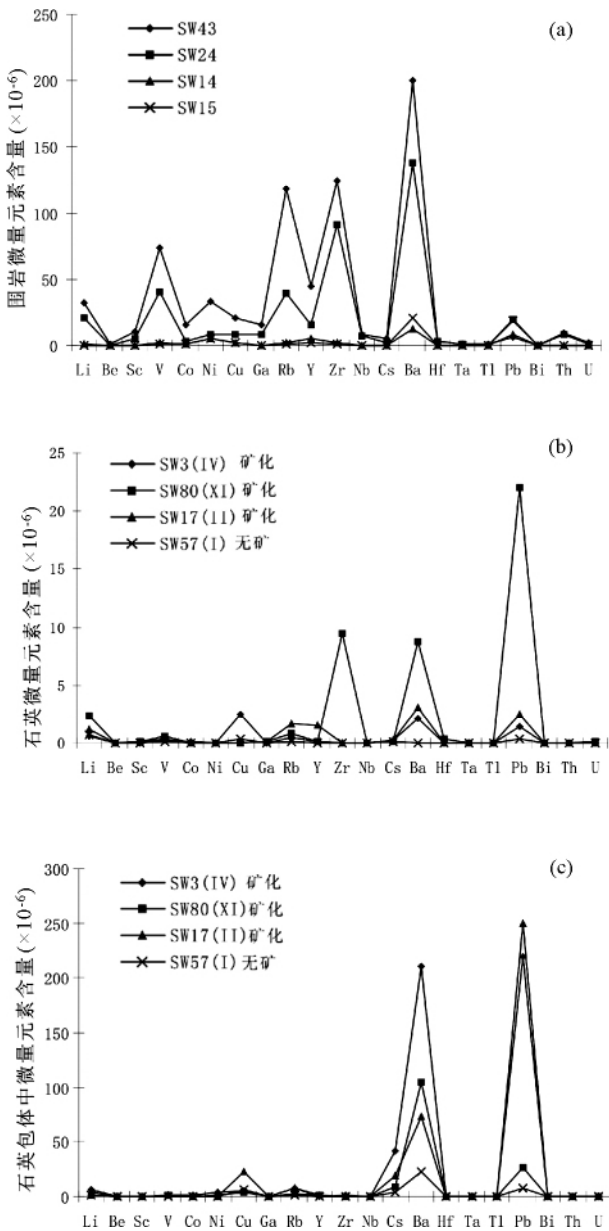 (a)
SW43
SW24
SW14
SW15
围岩微量元素含量(×10-6)
250
200
150
100
50
0
Li Be Sc V Co Ni Cu Ga Rb Y Zr Nb Cs Ba Hf Ta Tl Pb Bi Th U
(b)
SW3(IV) 矿化
SW80(XI)矿化
SW17(II)矿化
SW57(I) 无矿
石英微量元素含量(×10-6)
25
20
15
10
5
0
Li Be Sc V Co Ni Cu Ga Rb Y Zr Nb Cs Ba Hf Ta Tl Pb Bi Th U
(c)
SW3(IV) 矿化
SW80(XI)矿化
SW17(II)矿化
SW57(I)无矿
石英包体中微量元素含量(×10-6)
300
250
200
150
100
50
0
Li Be Sc V Co Ni Cu Ga Rb Y Zr Nb Cs Ba Hf Ta Tl Pb Bi Th U